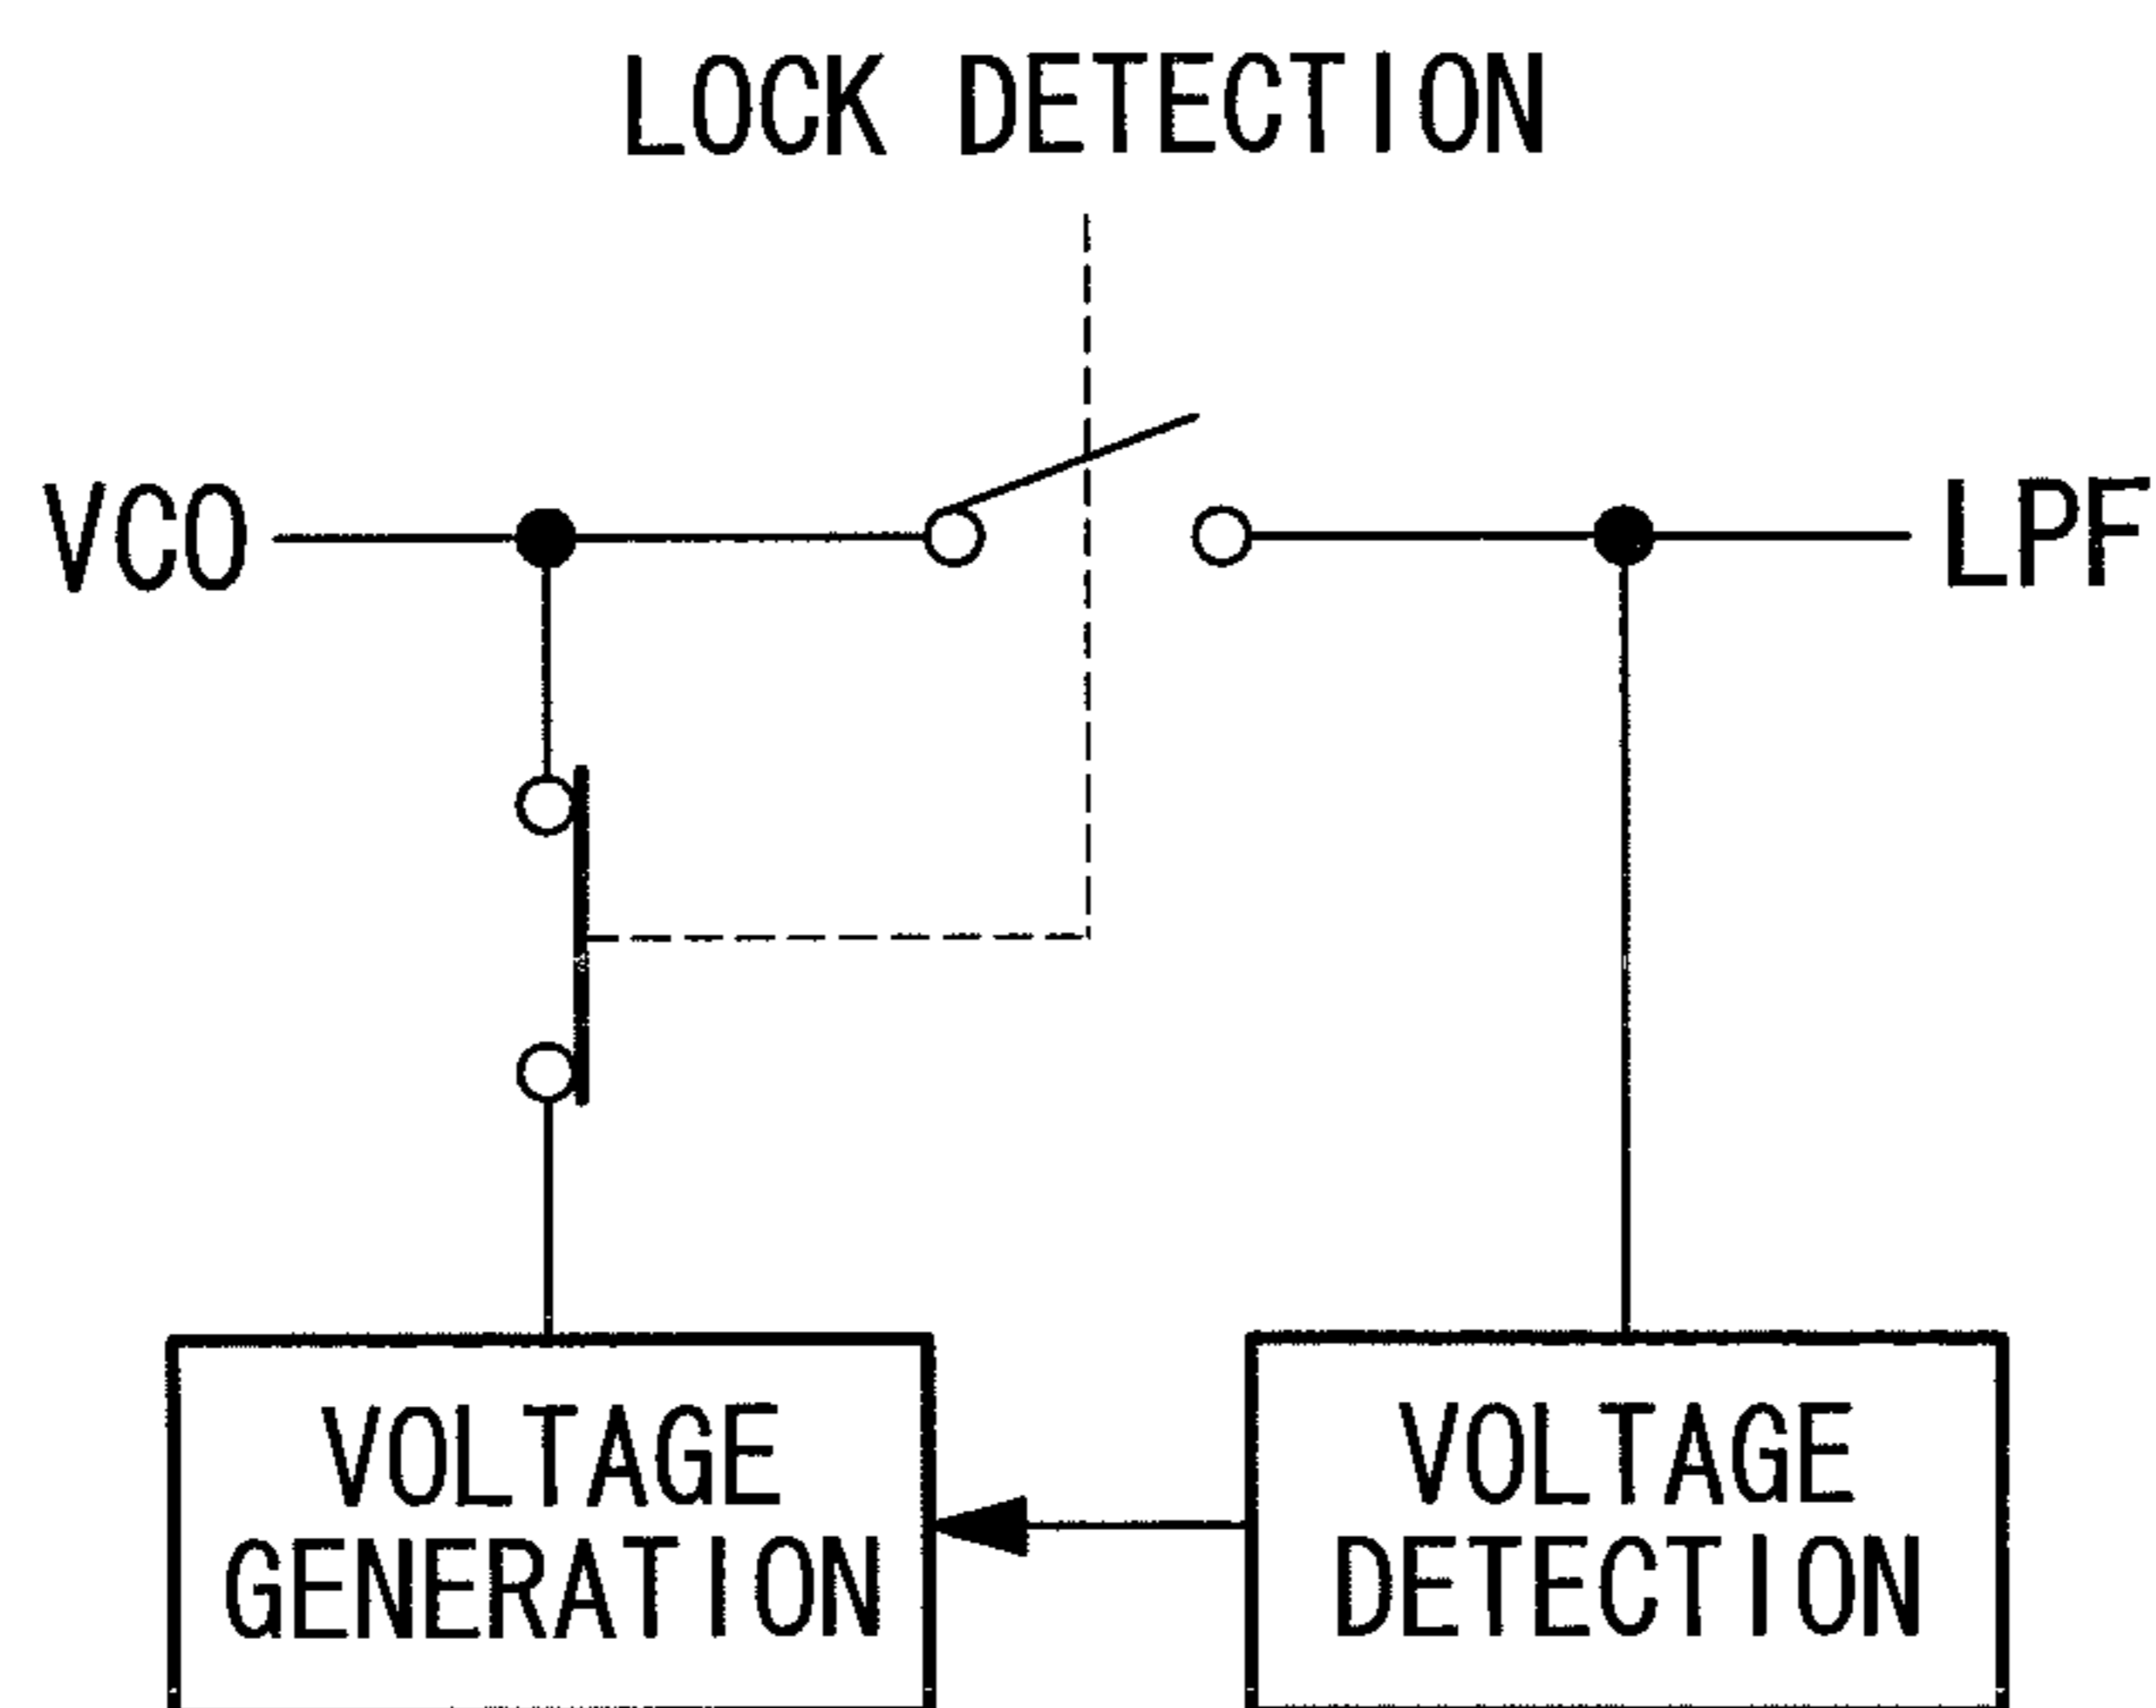 LOCK DETECTION
VCO
LPF
VOLTAGE
GENERATION
VOLTAGE
DETECTION